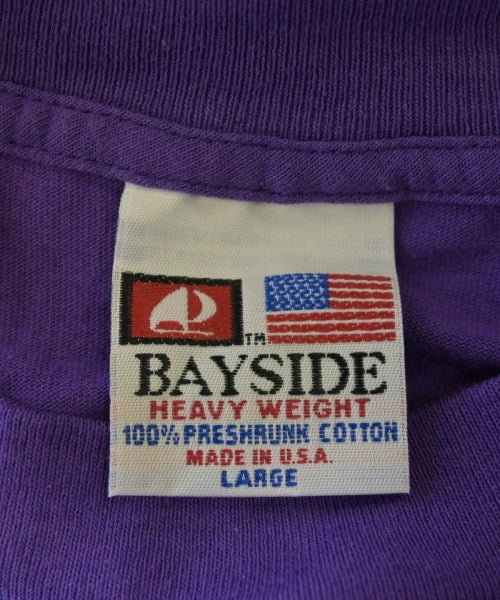 TM
BAYSIDE
HEAVY WEIGHT
100% PRESHRUNK COTTON
MADE IN U.S.A.
LARGE